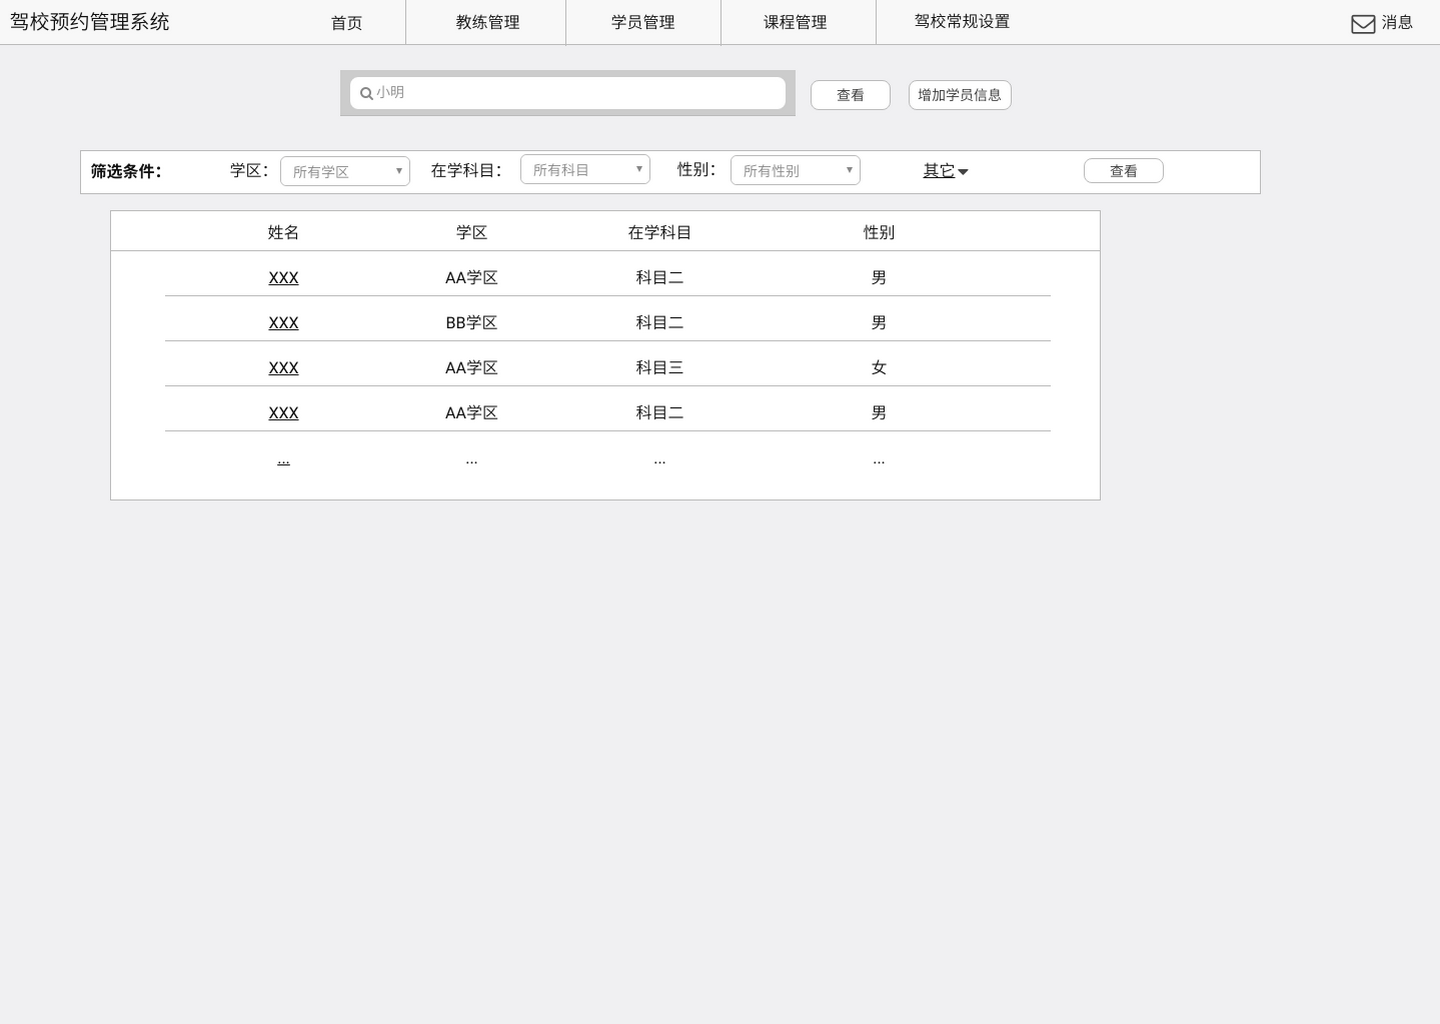 驾校预约管理系统 首页 教练管理 学员管理 课程管理 驾校常规设置 消息
小明 查看 增加学员信息
筛选条件： 学区： 所有学区 在学科目： 所有科目 性别： 所有性别 其它 查看
姓名 学区 在学科目 性别
XXX AA学区 科目二 男
XXX BB学区 科目二 男
XXX AA学区 科目三 女
XXX AA学区 科目二 男
... ... ... ...